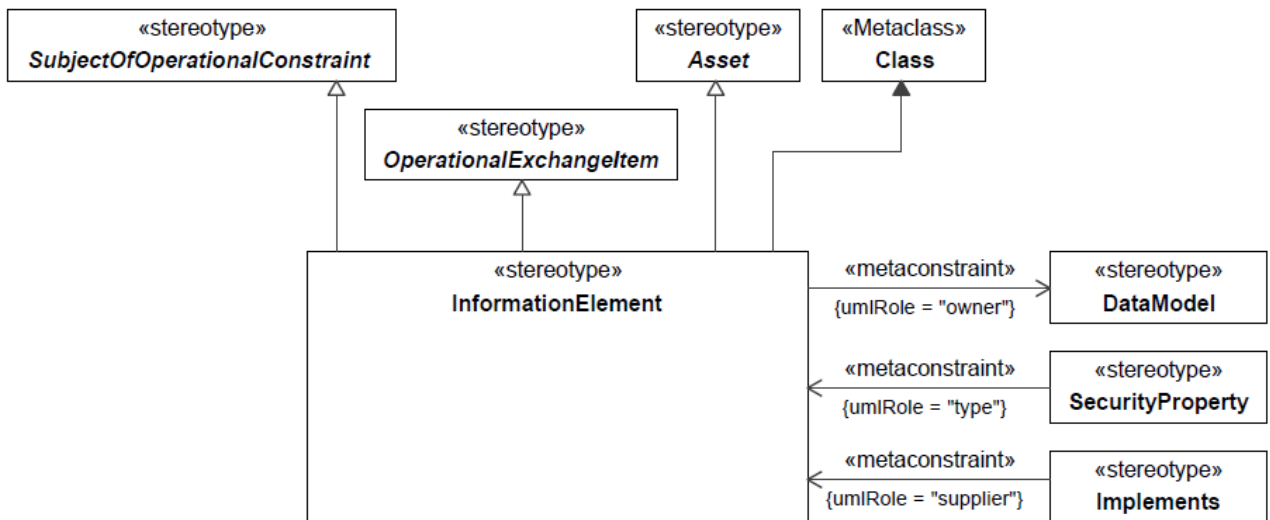 «stereotype»
SubjectOfOperationalConstraint
«stereotype»
Asset
«Metaclass»
Class
«stereotype»
OperationalExchangeItem
«stereotype»
InformationElement
«metaconstraint»
{umlRole = "owner"}
«stereotype»
DataModel
«metaconstraint»
{umlRole = "type"}
«stereotype»
SecurityProperty
«metaconstraint»
{umlRole = "supplier"}
«stereotype»
Implements